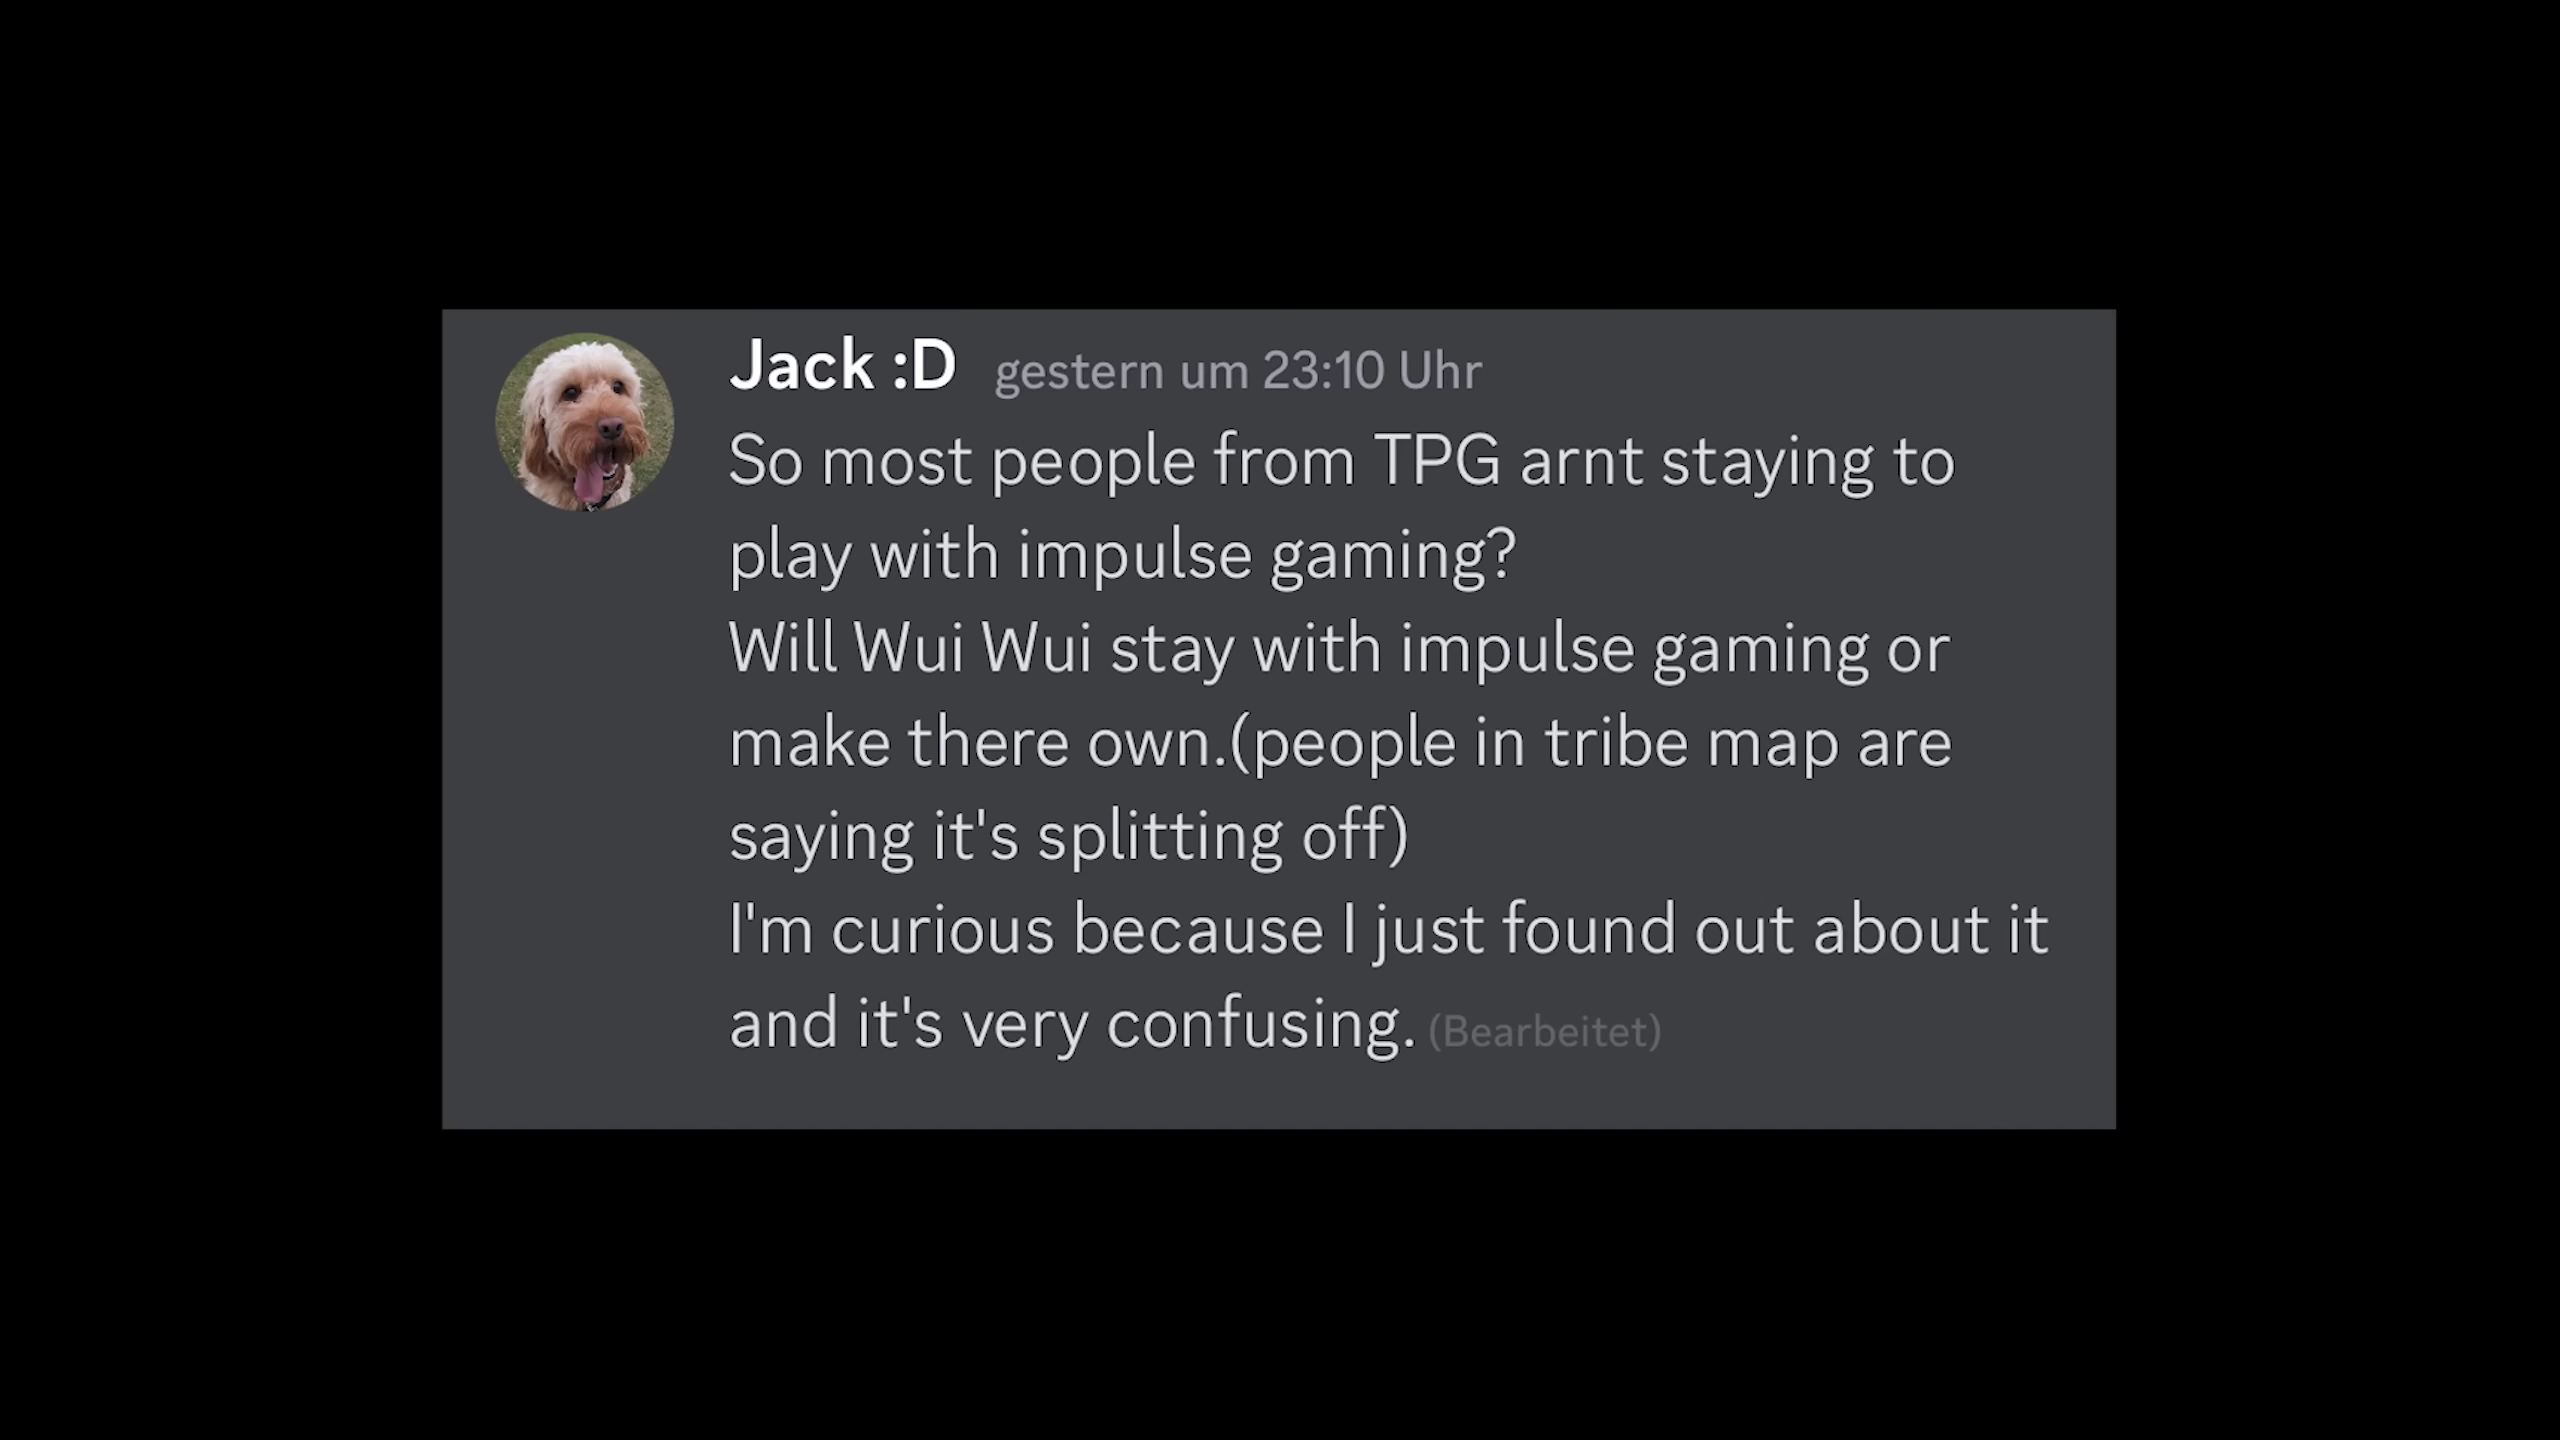 Jack :D gestern um 23:10 Uhr
So most people from TPG arnt staying to
play with impulse gaming?
Will Wui Wui stay with impulse gaming or
make there own.(people in tribe map are
saying it's splitting off)
I'm curious because I just found out about it
and it's very confusing. (Bearbeitet)